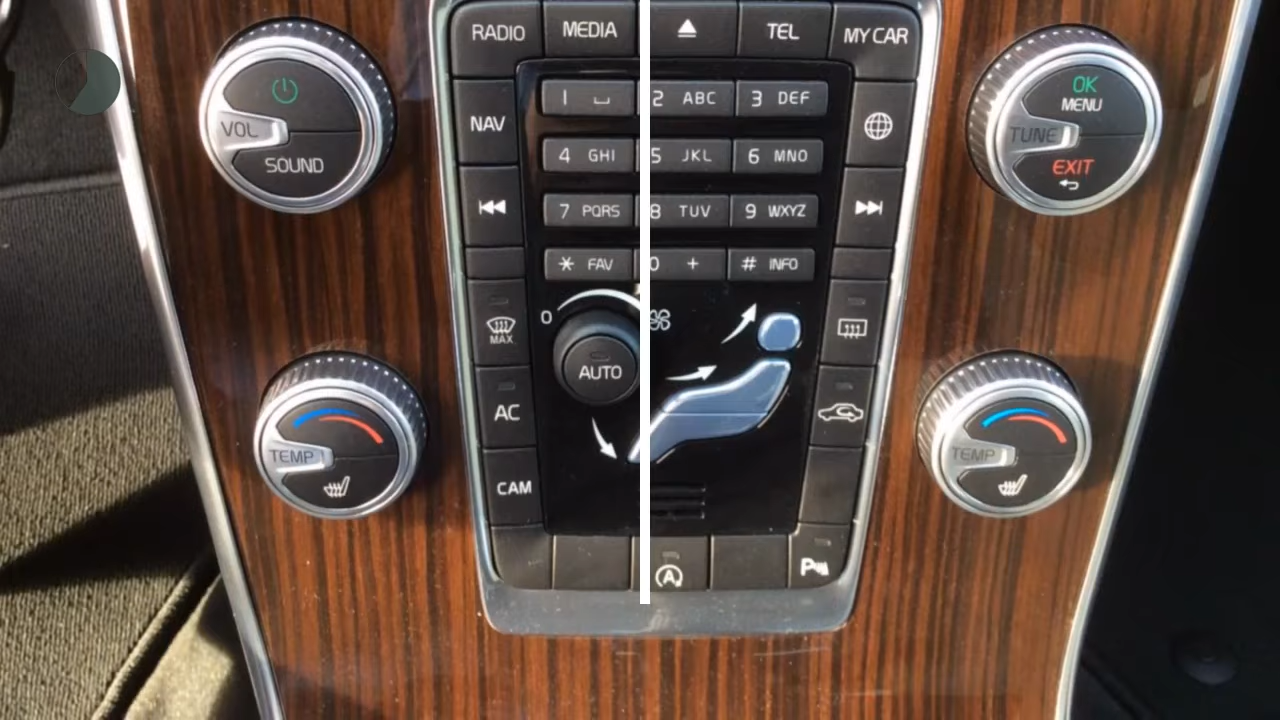 RADIO MEDIA TEL MY CAR
VOL
SOUND
NAV
1
2 ABC
3 DEF
4 GHI
5 JKL
6 MNO
7 PQRS
8 TUV
9 WXYZ
* FAV
0 +
# INFO
OK
MENU
TUNE
EXIT
MAX
0
AUTO
AC
CAM
TEMP
TEMP
A
P